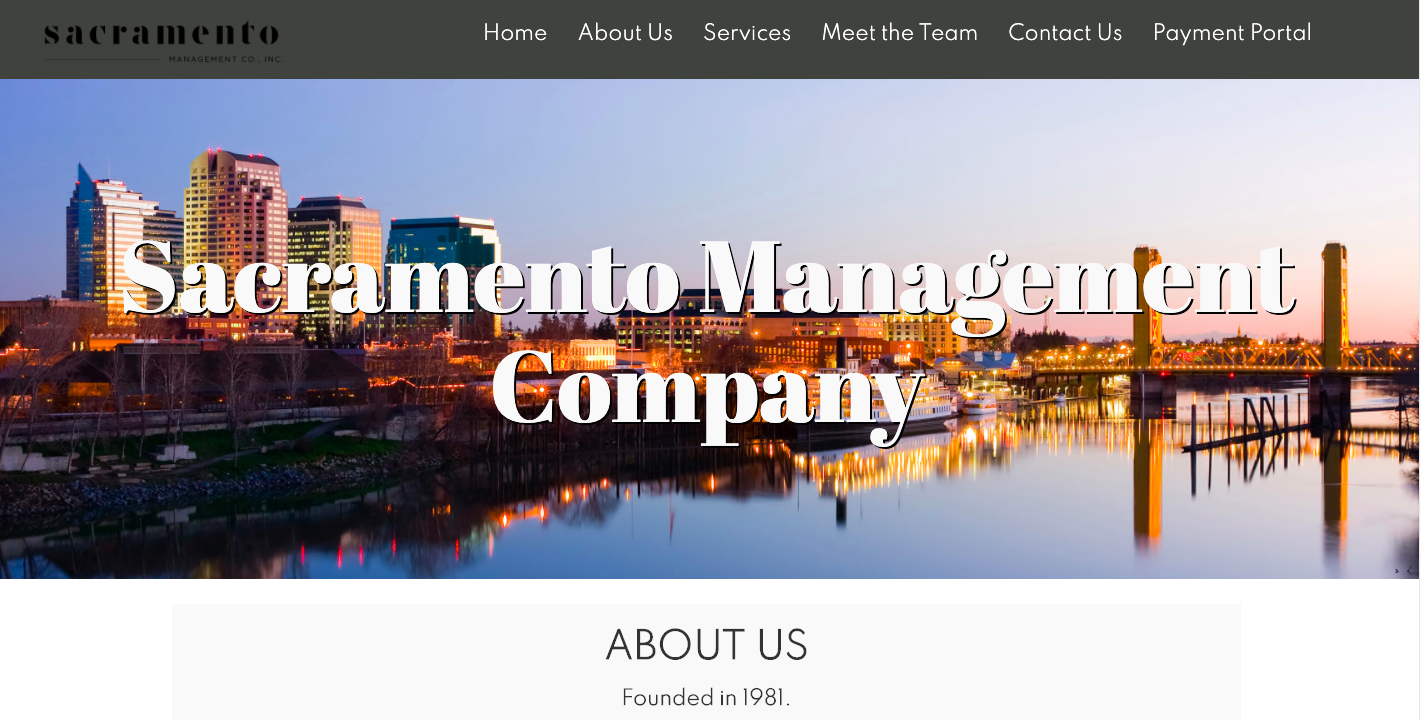 sacramento
MANAGEMENT CO., INC.
Home About Us Services Meet the Team Contact Us Payment Portal
Sacramento Management
Company
ABOUT US
Founded in 1981.